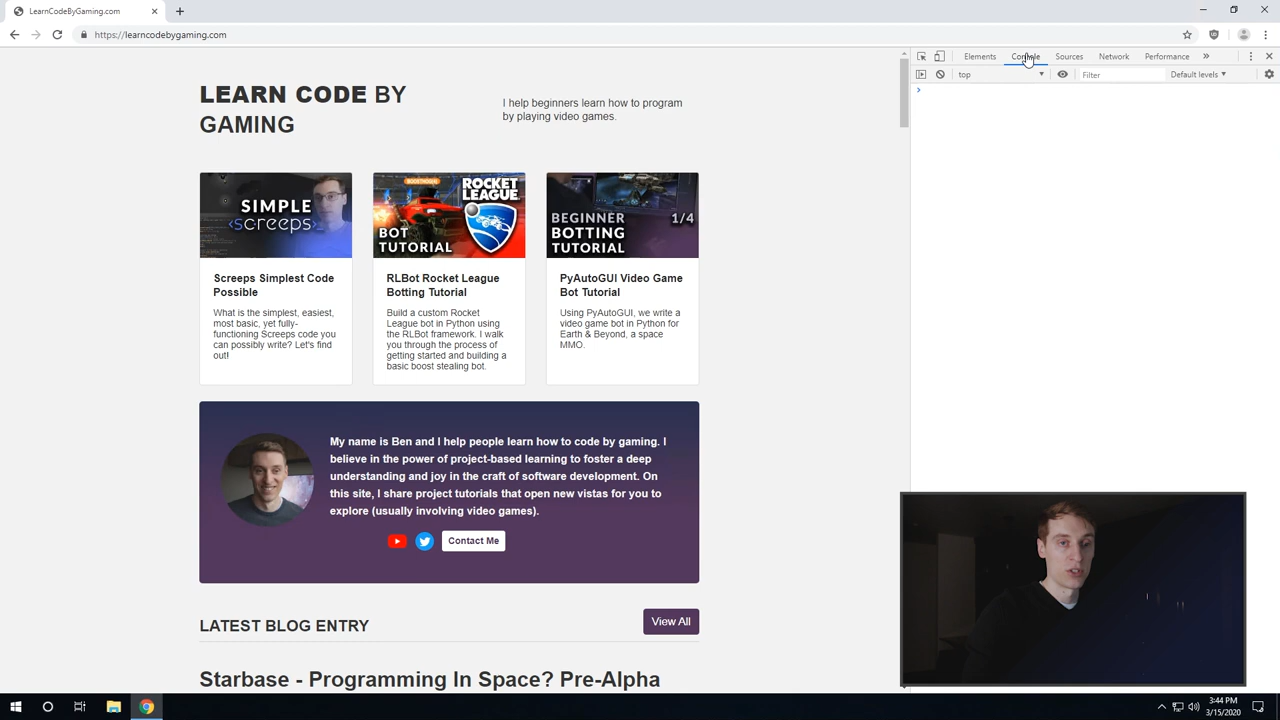 LearnCodeByGaming.com
https://learncodebygaming.com
Elements Console Sources Network Performance »
top Filter Default levels
LEARN CODE BY
GAMING
I help beginners learn how to program
by playing video games.
SIMPLE
screeps
Screeps Simplest Code
Possible
What is the simplest, easiest,
most basic, yet fully-
functioning Screeps code you
can possibly write? Let's find
out!
ROCKET
LEAGUE
BOT
TUTORIAL
RLBot Rocket League
Botting Tutorial
Build a custom Rocket
League bot in Python using
the RLBot framework. I walk
you through the process of
getting started and building a
basic boost stealing bot.
BEGINNER 1/4
BOTTING
TUTORIAL
PyAutoGUI Video Game
Bot Tutorial
Using PyAutoGUI, we write a
video game bot in Python for
Earth & Beyond, a space
MMO.
My name is Ben and I help people learn how to code by gaming. I
believe in the power of project-based learning to foster a deep
understanding and joy in the craft of software development. On
this site, I share project tutorials that open new vistas for you to
explore (usually involving video games).
Contact Me
LATEST BLOG ENTRY
View All
Starbase - Programming In Space? Pre-Alpha
3:44 PM
3/15/2020